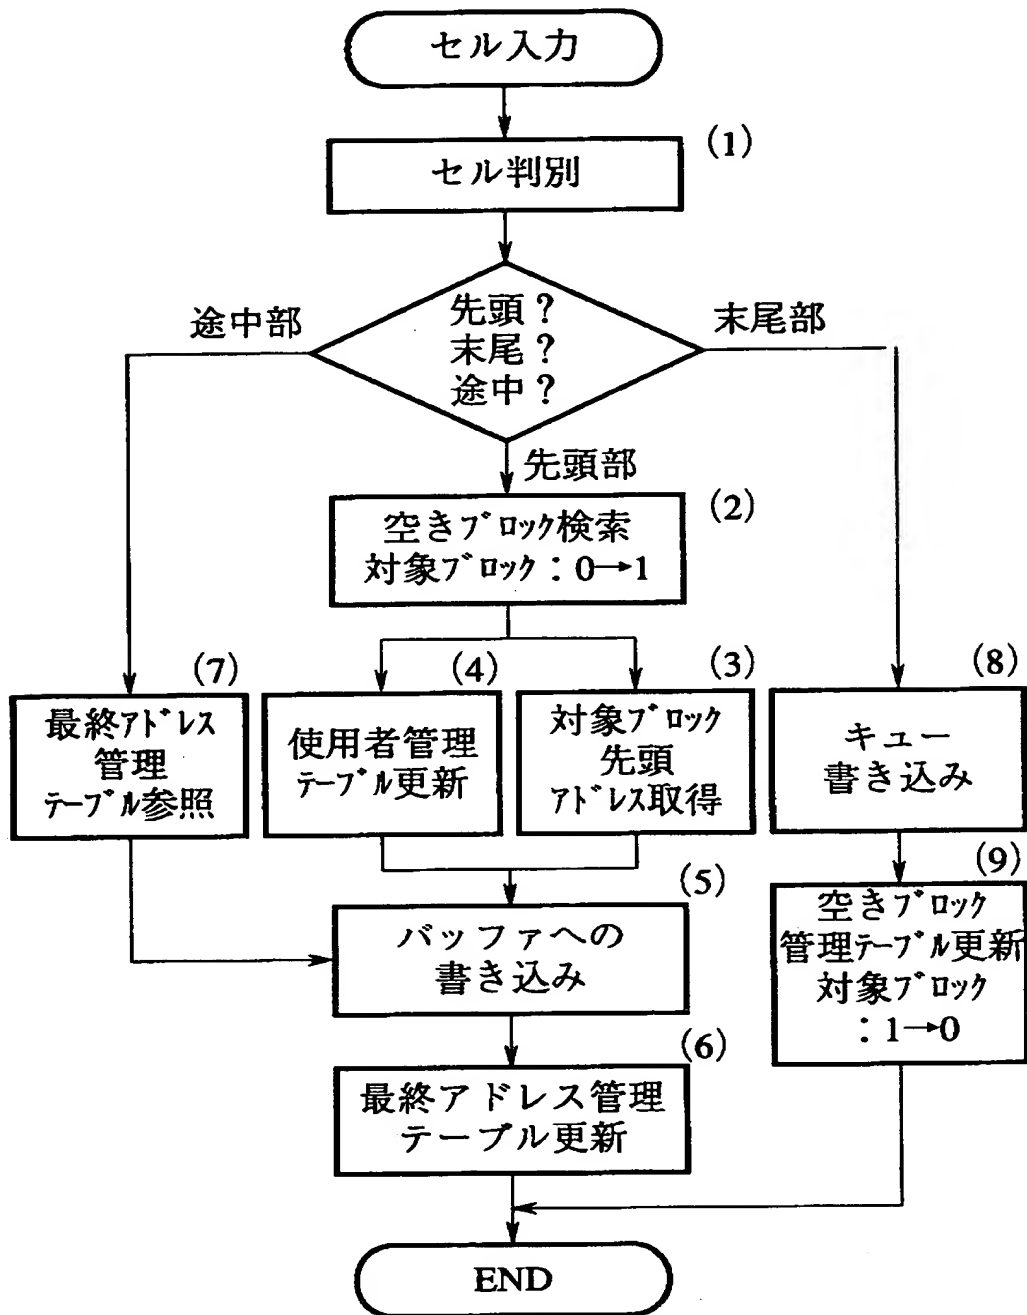 セル入力
(1)
セル判別
先頭?
末尾?
途中?
途中部
末尾部
先頭部
(2)
空きブロック検索
対象ブロック:0→1
(7)
最終アドレス
管理
テーブル参照
(4)
使用者管理
テーブル更新
(3)
対象ブロック
先頭
アドレス取得
(8)
キュー
書き込み
(5)
バッファへの
書き込み
(9)
空きブロック
管理テーブル更新
対象ブロック
:1→0
(6)
最終アドレス管理
テーブル更新
END